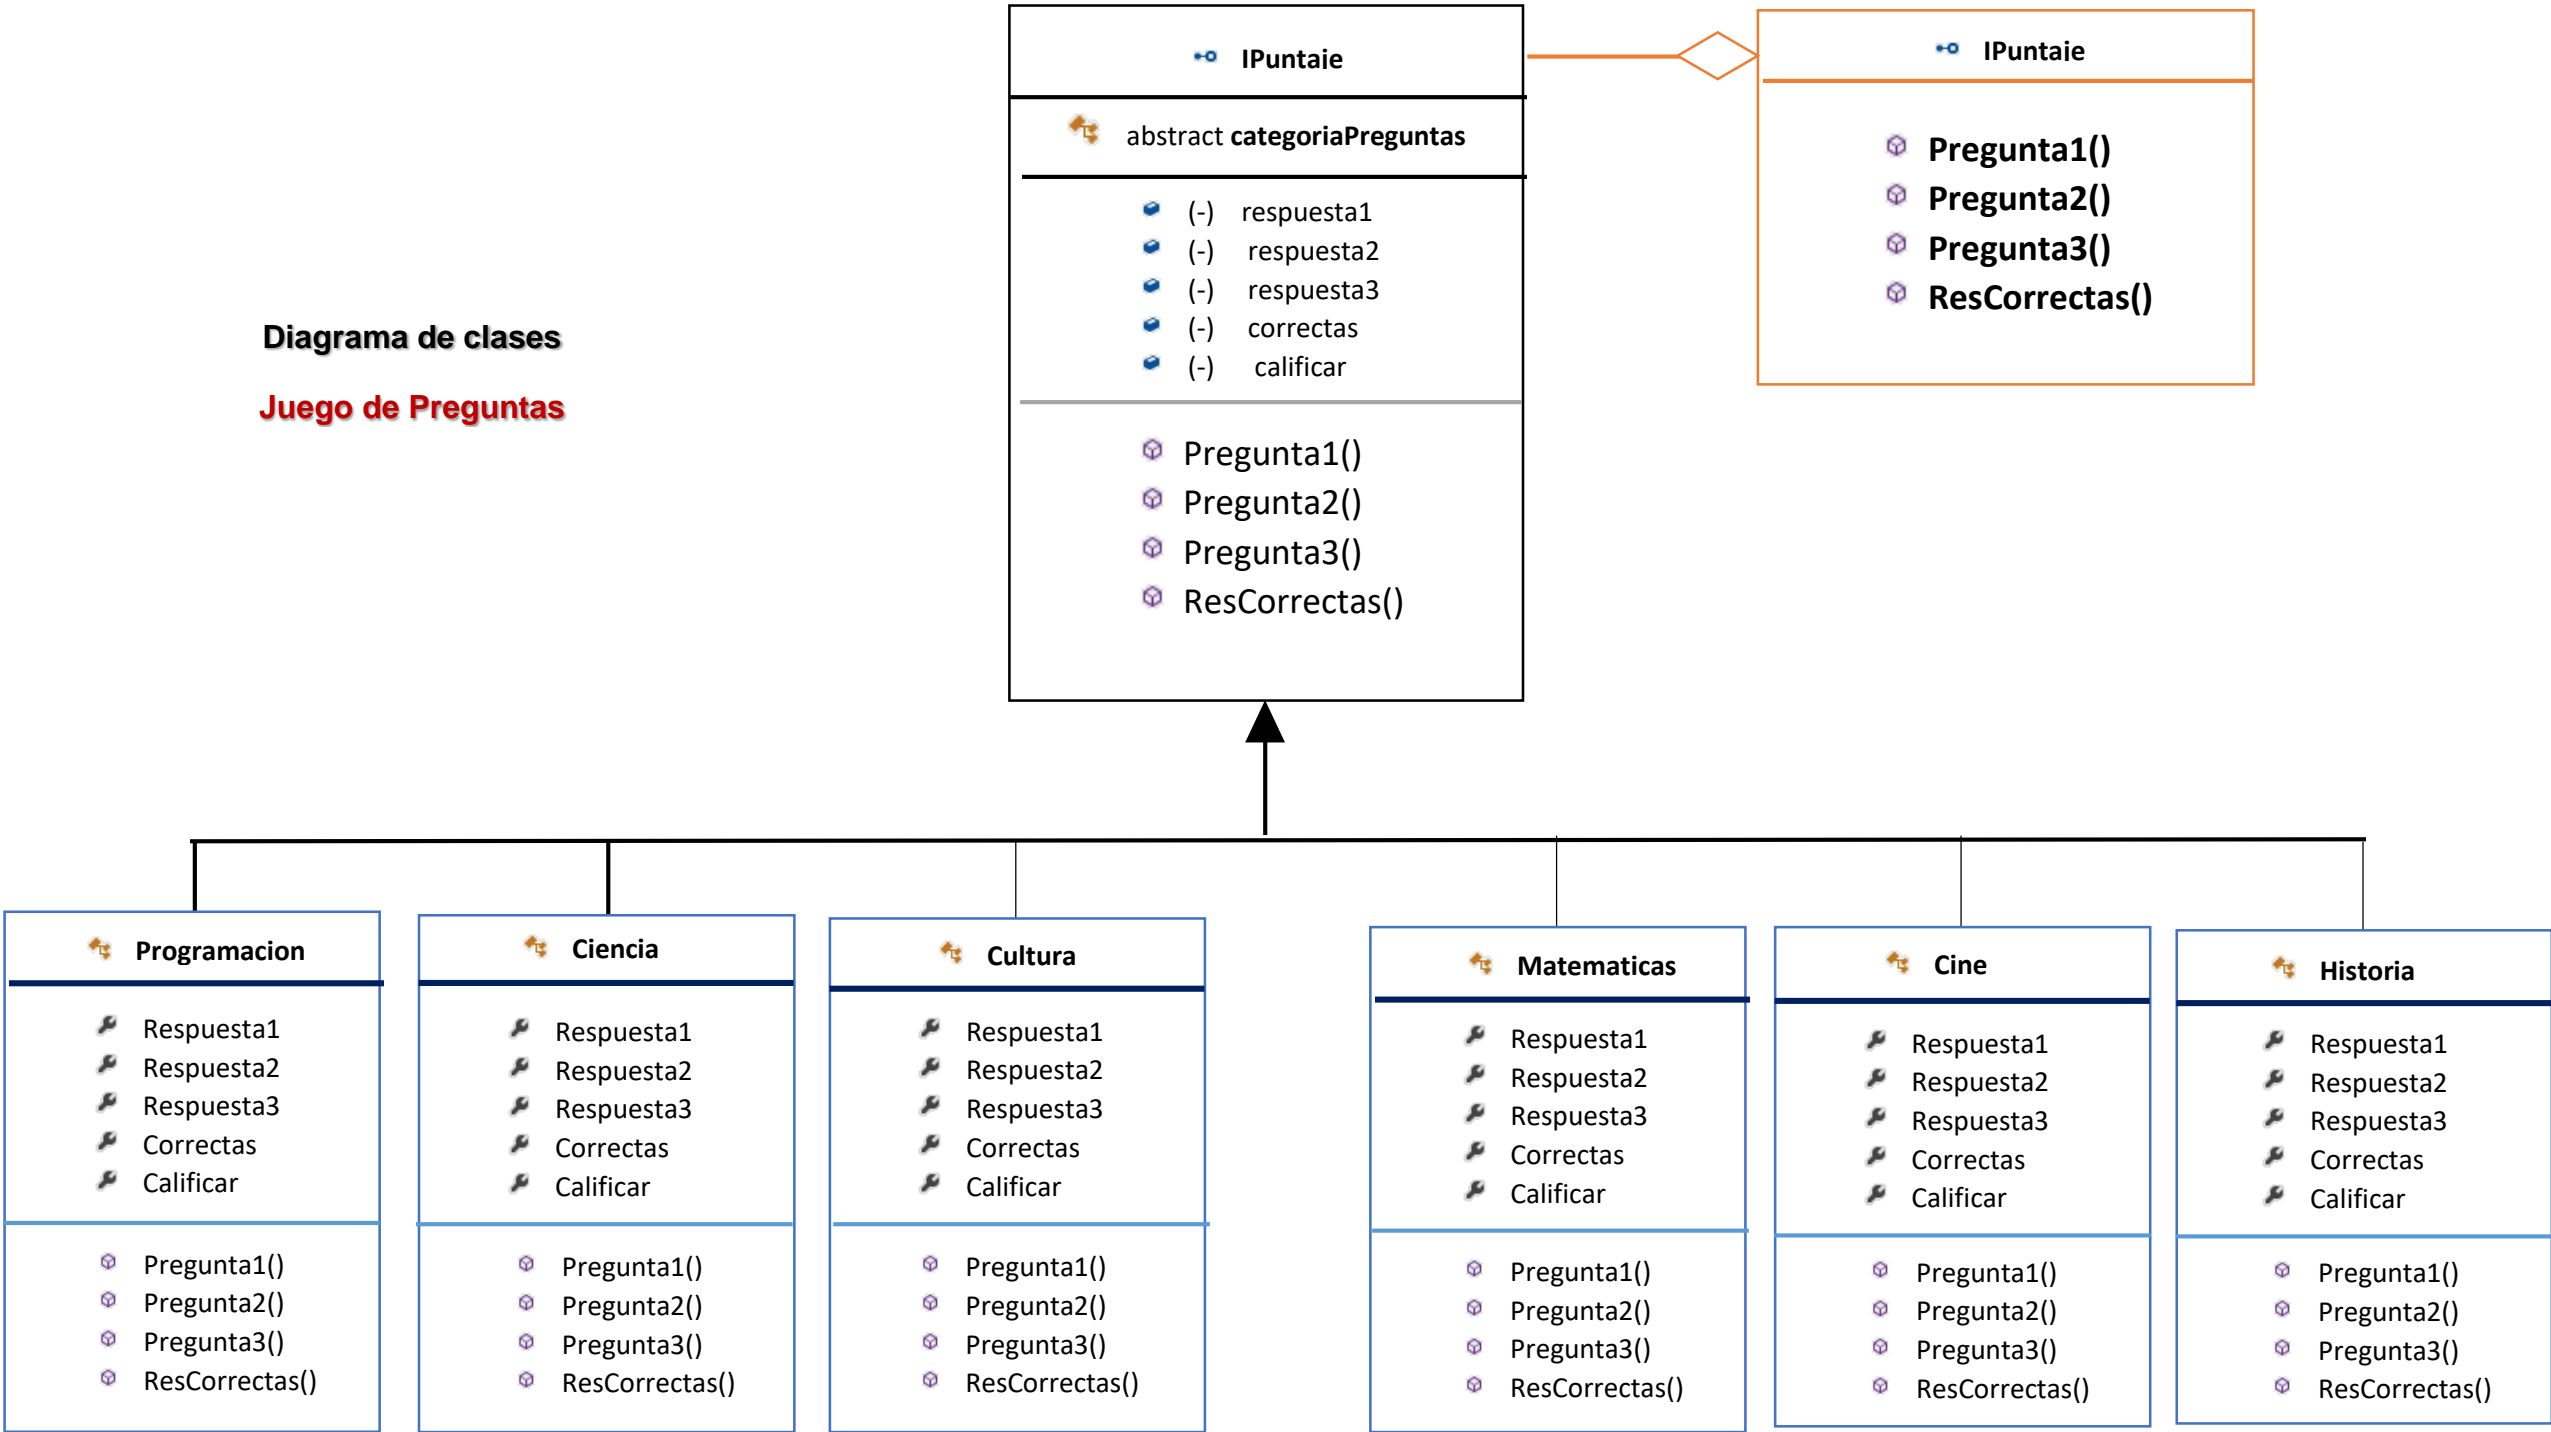 IPuntaje
abstract categoriaPreguntas
(-) respuesta1
(-) respuesta2
(-) respuesta3
(-) correctas
(-) calificar
Pregunta1()
Pregunta2()
Pregunta3()
ResCorrectas()
IPuntaje
Pregunta1()
Pregunta2()
Pregunta3()
ResCorrectas()
Diagrama de clases
Juego de Preguntas
Programacion
Respuesta1
Respuesta2
Respuesta3
Correctas
Calificar
Pregunta1()
Pregunta2()
Pregunta3()
ResCorrectas()
Ciencia
Respuesta1
Respuesta2
Respuesta3
Correctas
Calificar
Pregunta1()
Pregunta2()
Pregunta3()
ResCorrectas()
Cultura
Respuesta1
Respuesta2
Respuesta3
Correctas
Calificar
Pregunta1()
Pregunta2()
Pregunta3()
ResCorrectas()
Matematicas
Respuesta1
Respuesta2
Respuesta3
Correctas
Calificar
Pregunta1()
Pregunta2()
Pregunta3()
ResCorrectas()
Cine
Respuesta1
Respuesta2
Respuesta3
Correctas
Calificar
Pregunta1()
Pregunta2()
Pregunta3()
ResCorrectas()
Historia
Respuesta1
Respuesta2
Respuesta3
Correctas
Calificar
Pregunta1()
Pregunta2()
Pregunta3()
ResCorrectas()